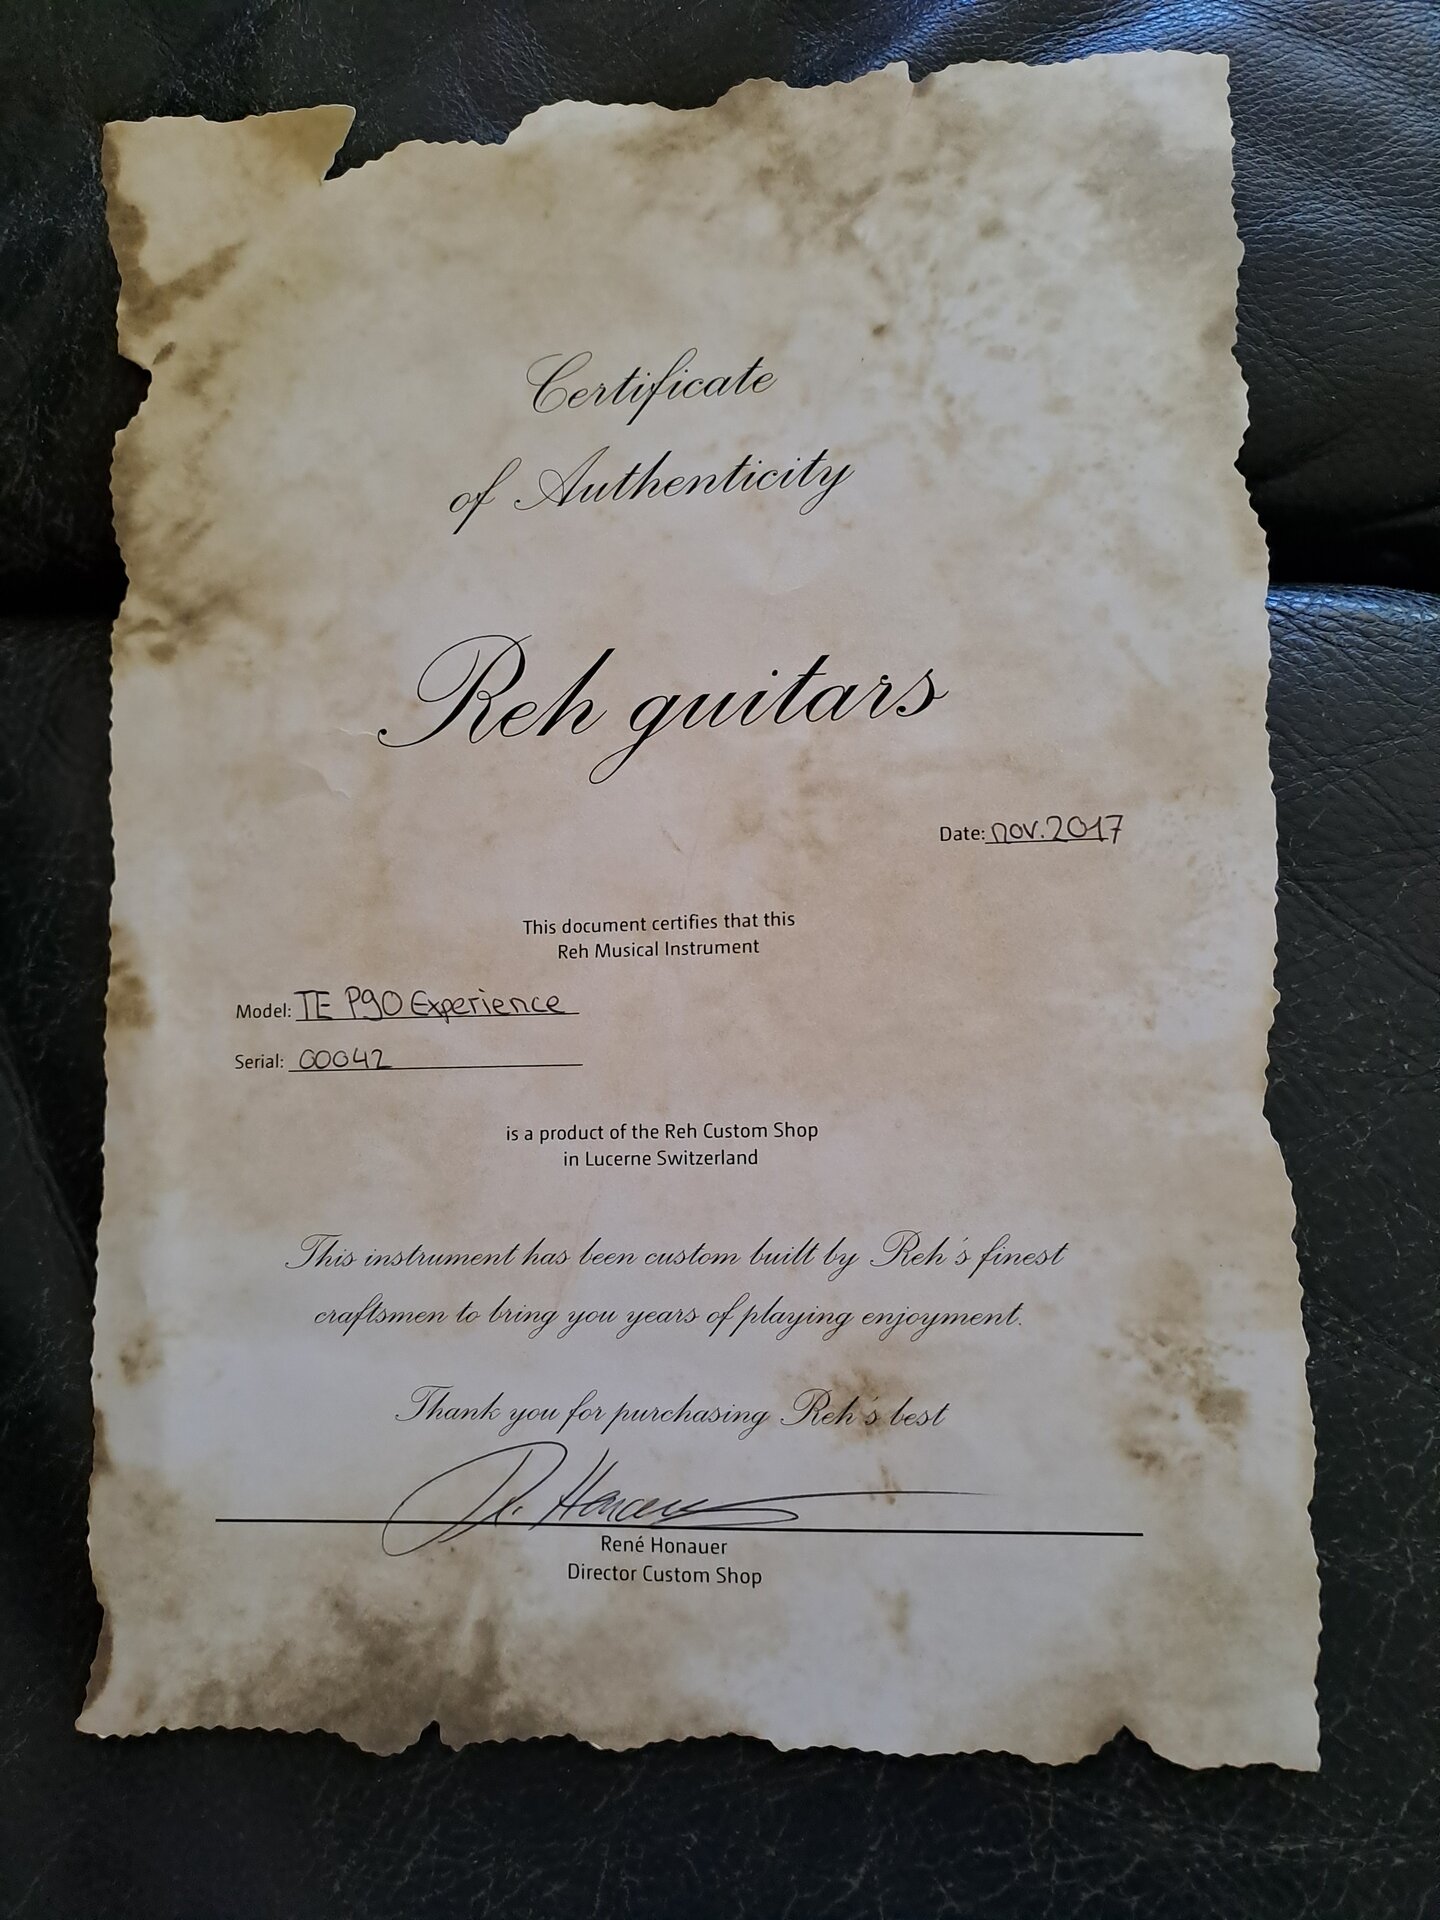 Certificate
of Authenticity
Reh guitars
Date: nov. 2017
This document certifies that this
Reh Musical Instrument
Model: TE P90 Experience
Serial: 00042
is a product of the Reh Custom Shop
in Lucerne Switzerland
This instrument has been custom built by Reh's finest
craftsmen to bring you years of playing enjoyment.
Thank you for purchasing Reh's best
R. Honauer
René Honauer
Director Custom Shop